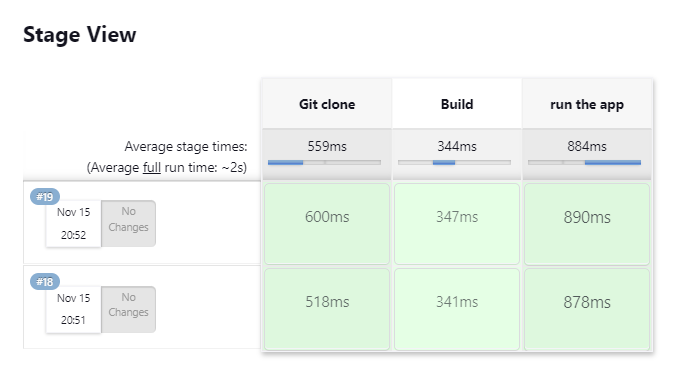 Stage View
Git clone
Build
run the app
Average stage times:
(Average full run time: ~2s)
559ms
344ms
884ms
#19
Nov 15
20:52
No
Changes
600ms
347ms
890ms
#18
Nov 15
20:51
No
Changes
518ms
341ms
878ms